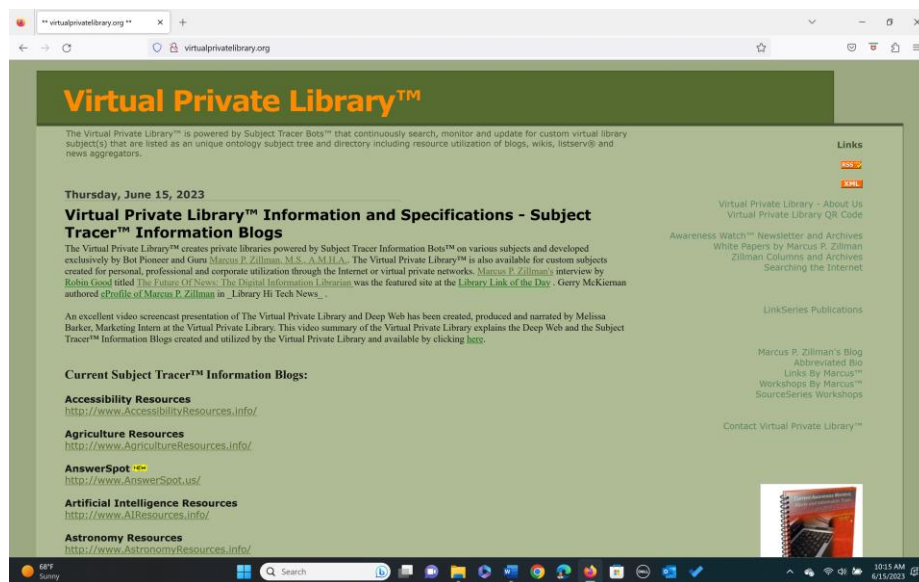 ** virtualprivatelibrary.org **
virtualprivatelibrary.org
Virtual Private Library™
The Virtual Private Library™ is powered by Subject Tracer Bots™ that continuously search, monitor and update for custom virtual library
subject(s) that are listed as an unique ontology subject tree and directory including resource utilization of blogs, wikis, listserv® and
news aggregators.
Thursday, June 15, 2023
Virtual Private Library™ Information and Specifications - Subject
Tracer™ Information Blogs
The Virtual Private Library™ creates private libraries powered by Subject Tracer Information Bots™ on various subjects and developed
exclusively by Bot Pioneer and Guru Marcus P. Zillman, M.S., A.M.H.A.. The Virtual Private Library™ is also available for custom subjects
created for personal, professional and corporate utilization through the Internet or virtual private networks. Marcus P. Zillman's interview by
Robin Good titled The Future Of News: The Digital Information Librarian was the featured site at the Library Link of the Day . Gerry McKiernan
authored eProfile of Marcus P. Zillman in _Library Hi Tech News_ .
An excellent video screencast presentation of The Virtual Private Library and Deep Web has been created, produced and narrated by Melissa
Barker, Marketing Intern at the Virtual Private Library. This video summary of the Virtual Private Library explains the Deep Web and the Subject
Tracer™ Information Blogs created and utilized by the Virtual Private Library and available by clicking here.
Current Subject Tracer™ Information Blogs:
Accessibility Resources
http://www.AccessibilityResources.info/
Agriculture Resources
http://www.AgricultureResources.info/
AnswerSpot NEW
http://www.AnswerSpot.us/
Artificial Intelligence Resources
http://www.AIResources.info/
Astronomy Resources
http://www.AstronomyResources.info/
Links
RSS
XML
Virtual Private Library - About Us
Virtual Private Library QR Code
Awareness Watch™ Newsletter and Archives
White Papers by Marcus P. Zillman
Zillman Columns and Archives
Searching the Internet
LinkSeries Publications
Marcus P. Zillman's Blog
Abbreviated Bio
Links By Marcus™
Workshops By Marcus™
SourceSeries Workshops
Contact Virtual Private Library™
68°F
Sunny
Search
10:15 AM
6/15/2023